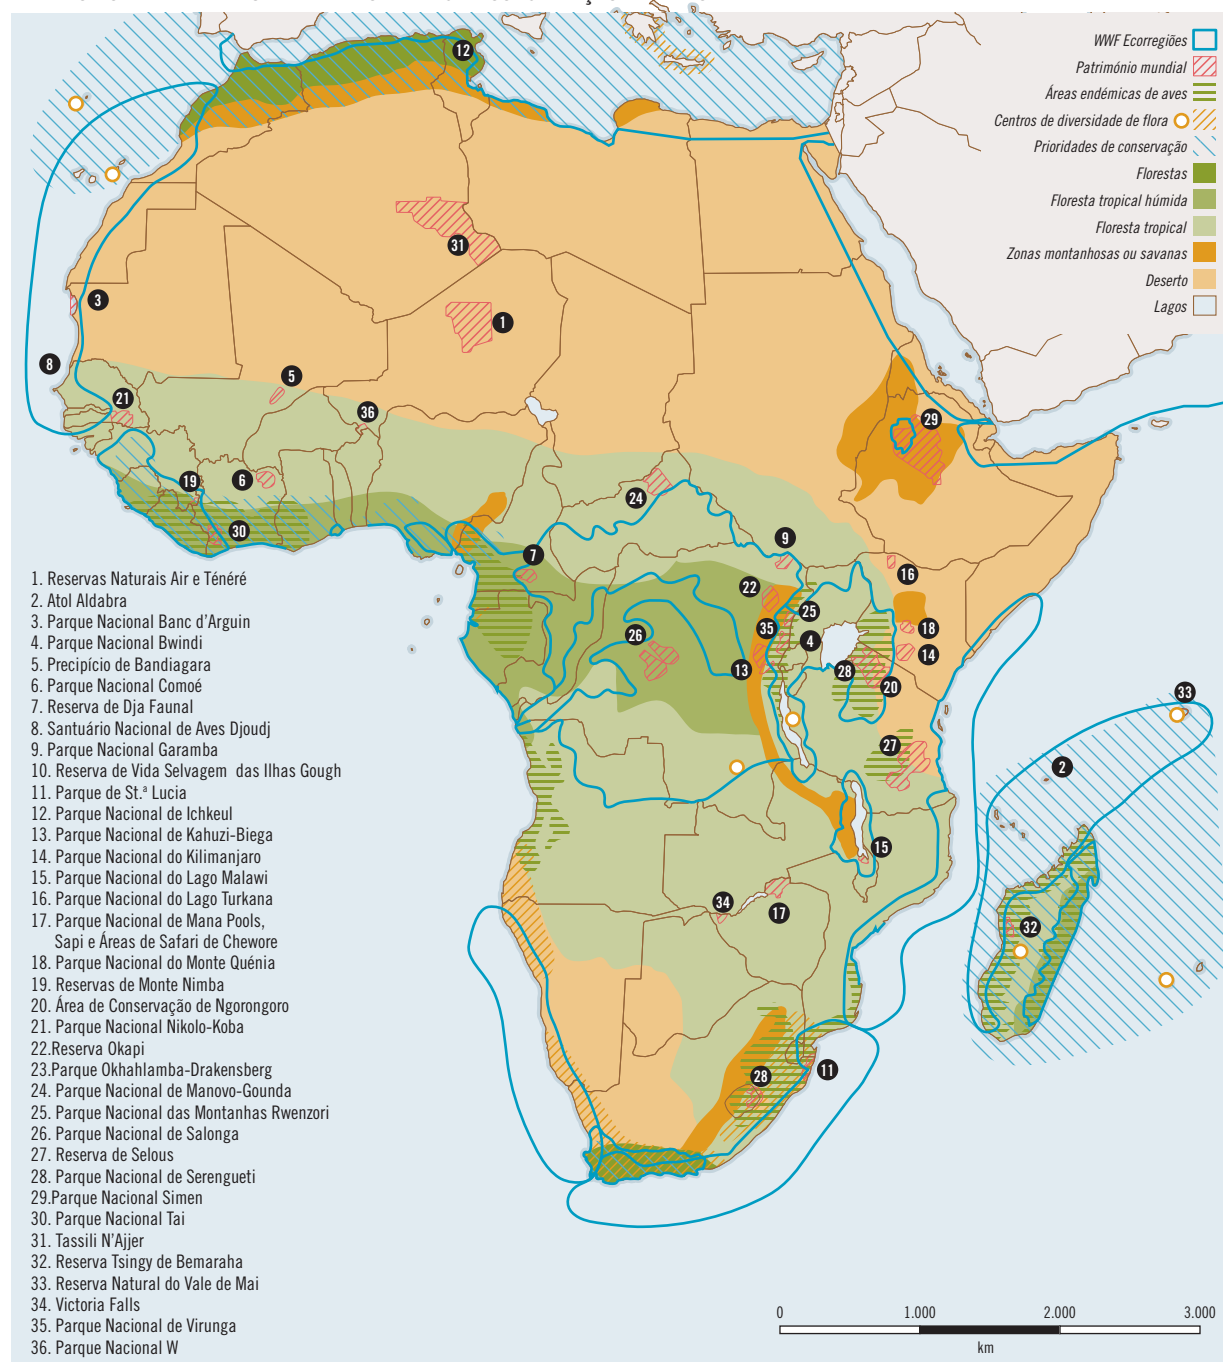 WWF Ecorregiões
Património mundial
Áreas endémicas de aves
Centros de diversidade de flora
Prioridades de conservação
Florestas
Floresta tropical húmida
Floresta tropical
Zonas montanhosas ou savanas
Deserto
Lagos
12
31
3
1
8
5
21
36
29
19
6
24
30
9
7
16
22
25
35
18
26
4
14
13
28
20
33
27
2
15
34
17
32
28
11
1. Reservas Naturais Air e Ténéré
2. Atol Aldabra
3. Parque Nacional Banc d'Arguin
4. Parque Nacional Bwindi
5. Precipício de Bandiagara
6. Parque Nacional Comoé
7. Reserva de Dja Faunal
8. Santuário Nacional de Aves Djoudj
9. Parque Nacional Garamba
10. Reserva de Vida Selvagem das Ilhas Gough
11. Parque de St.ª Lucia
12. Parque Nacional de Ichkeul
13. Parque Nacional de Kahuzi-Biega
14. Parque Nacional do Kilimanjaro
15. Parque Nacional do Lago Malawi
16. Parque Nacional do Lago Turkana
17. Parque Nacional de Mana Pools,
Sapi e Áreas de Safari de Chewore
18. Parque Nacional do Monte Quénia
19. Reservas de Monte Nimba
20. Área de Conservação de Ngorongoro
21. Parque Nacional Nikolo-Koba
22.Reserva Okapi
23.Parque Okhahlamba-Drakensberg
24. Parque Nacional de Manovo-Gounda
25. Parque Nacional das Montanhas Rwenzori
26. Parque Nacional de Salonga
27. Reserva de Selous
28. Parque Nacional de Serengueti
29.Parque Nacional Simen
30. Parque Nacional Tai
31. Tassili N'Ajjer
32. Reserva Tsingy de Bemaraha
33. Reserva Natural do Vale de Mai
34. Victoria Falls
35. Parque Nacional de Virunga
36. Parque Nacional W
0 1.000 2.000 3.000
km